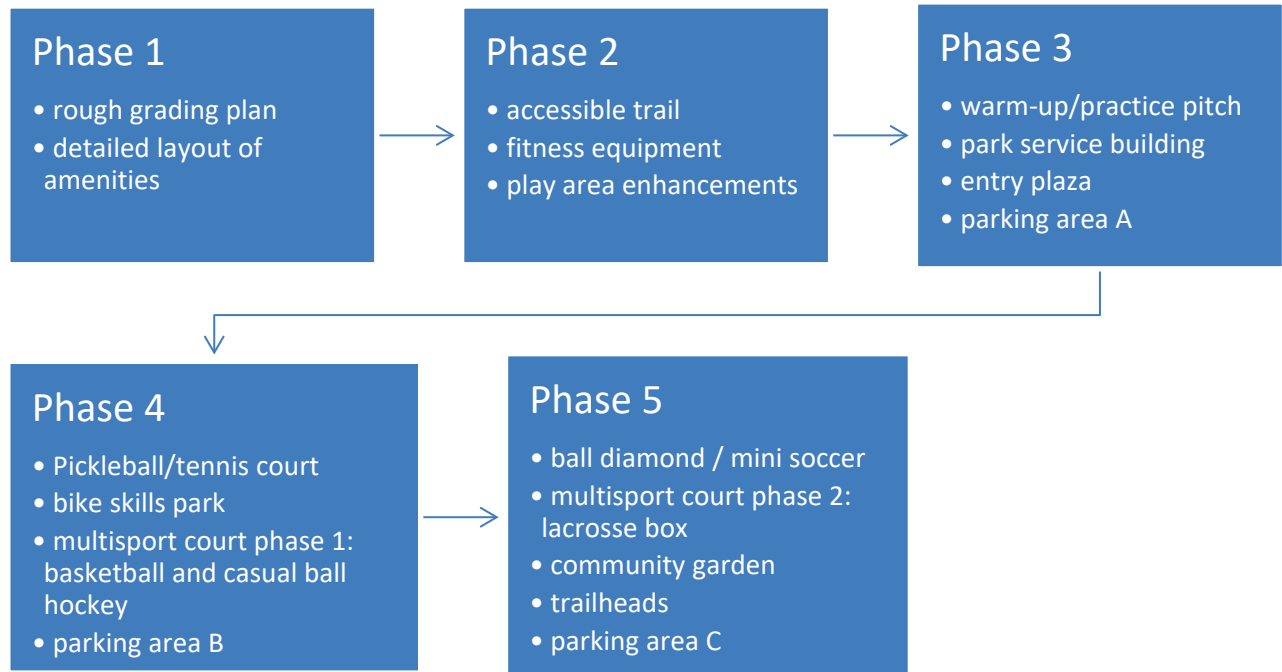 Phase 1
• rough grading plan
• detailed layout of
amenities
Phase 2
• accessible trail
• fitness equipment
• play area enhancements
Phase 3
• warm-up/practice pitch
• park service building
• entry plaza
• parking area A
Phase 4
• Pickleball/tennis court
• bike skills park
• multisport court phase 1:
basketball and casual ball
hockey
• parking area B
Phase 5
• ball diamond / mini soccer
• multisport court phase 2:
lacrosse box
• community garden
• trailheads
• parking area C